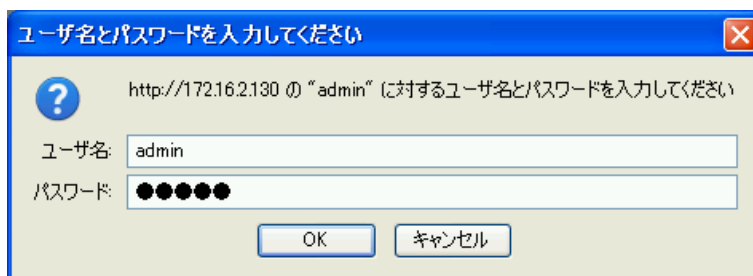 ユーザ名とパスワードを入力してください
http://172.16.2.130 の "admin" に対するユーザ名とパスワードを入力してください
ユーザ名: admin
パスワード: ●●●●●
OK キャンセル